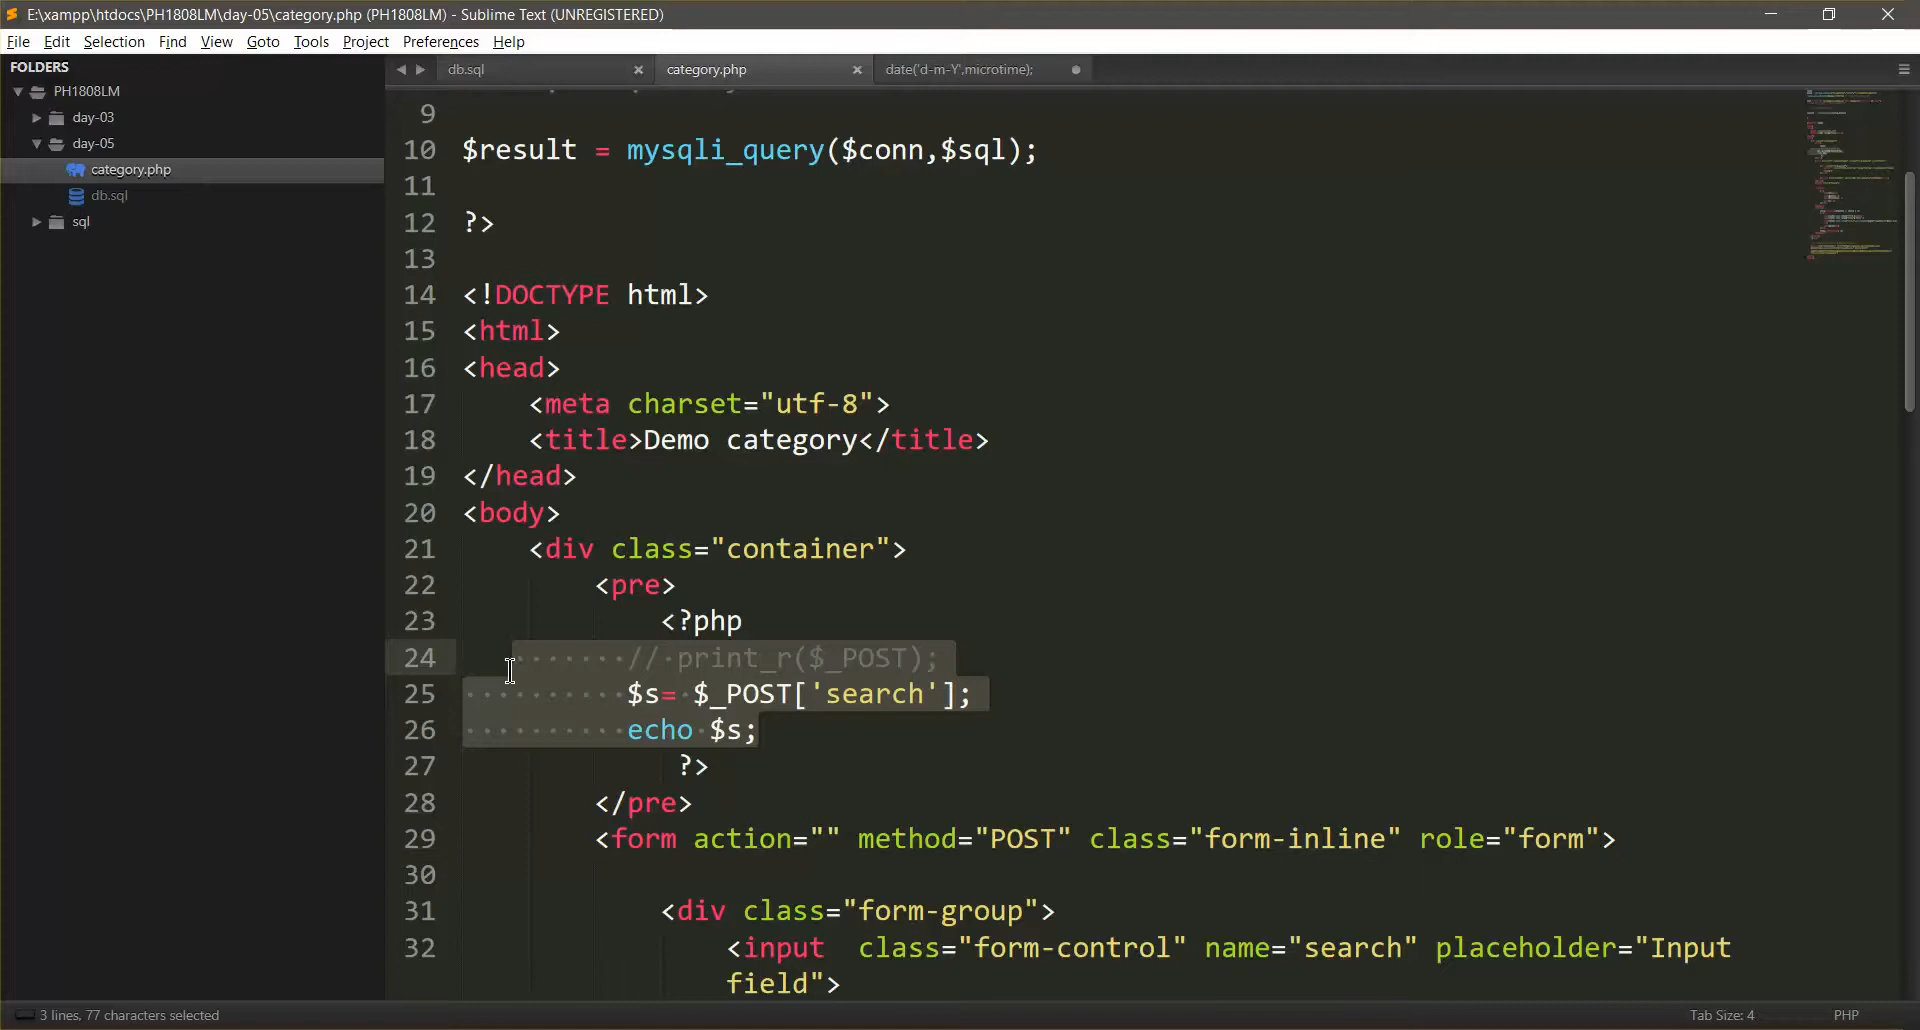 E:\xampp\htdocs\PH1808LM\day-05\category.php (PH1808LM) - Sublime Text (UNREGISTERED)
File Edit Selection Find View Goto Tools Project Preferences Help
FOLDERS
PH1808LM
day-03
day-05
category.php
db.sql
sql
db.sql
category.php
date('d-m-Y',microtime);
9
10 $result = mysqli_query($conn,$sql);
11
12 ?>
13
14 <!DOCTYPE html>
15 <html>
16 <head>
17 <meta charset="utf-8">
18 <title>Demo category</title>
19 </head>
20 <body>
21 <div class="container">
22 <pre>
23 <?php
24 // print_r($_POST);
25 $s= $_POST['search'];
26 echo $s;
27 ?>
28 </pre>
29 <form action="" method="POST" class="form-inline" role="form">
30
31 <div class="form-group">
32 <input  class="form-control" name="search" placeholder="Input
field">
3 lines, 77 characters selected
Tab Size: 4
PHP